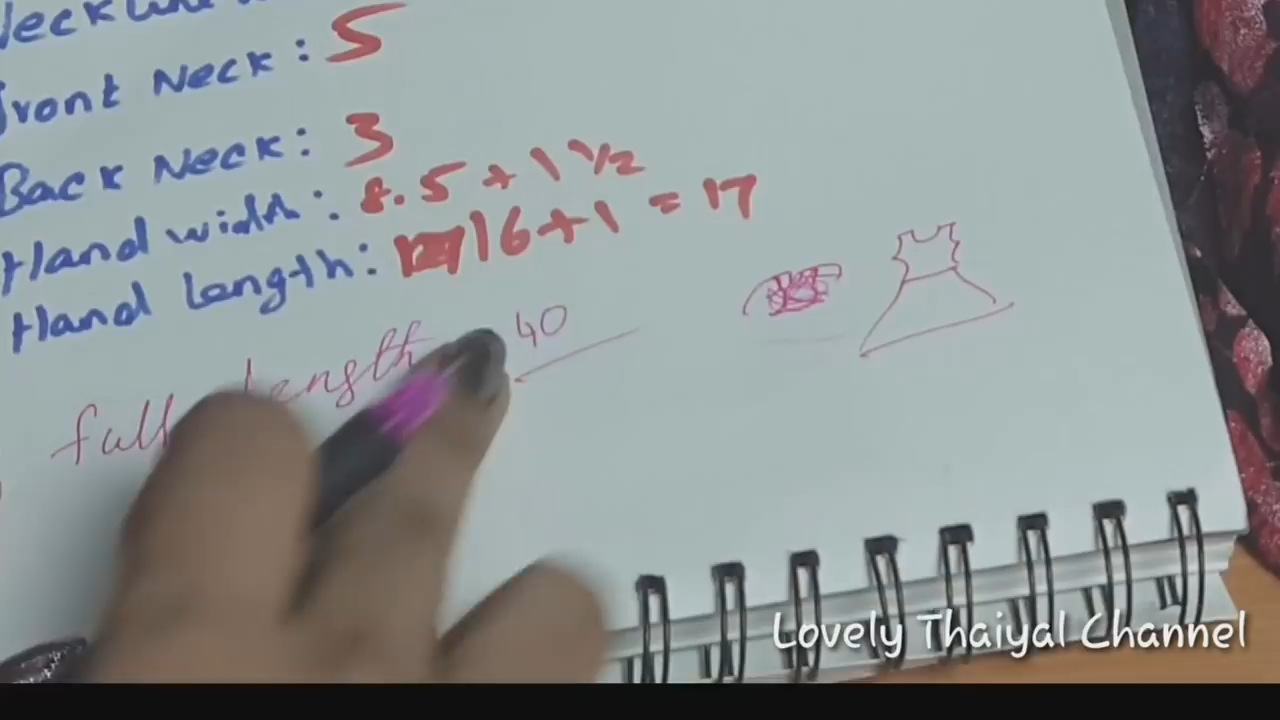 Front Neck: 5
Back Neck: 3
Hand width: 8.5 + 1 1/2
Hand Length: 16 + 1 = 17
full Length 40
Lovely Thaiyal Channel